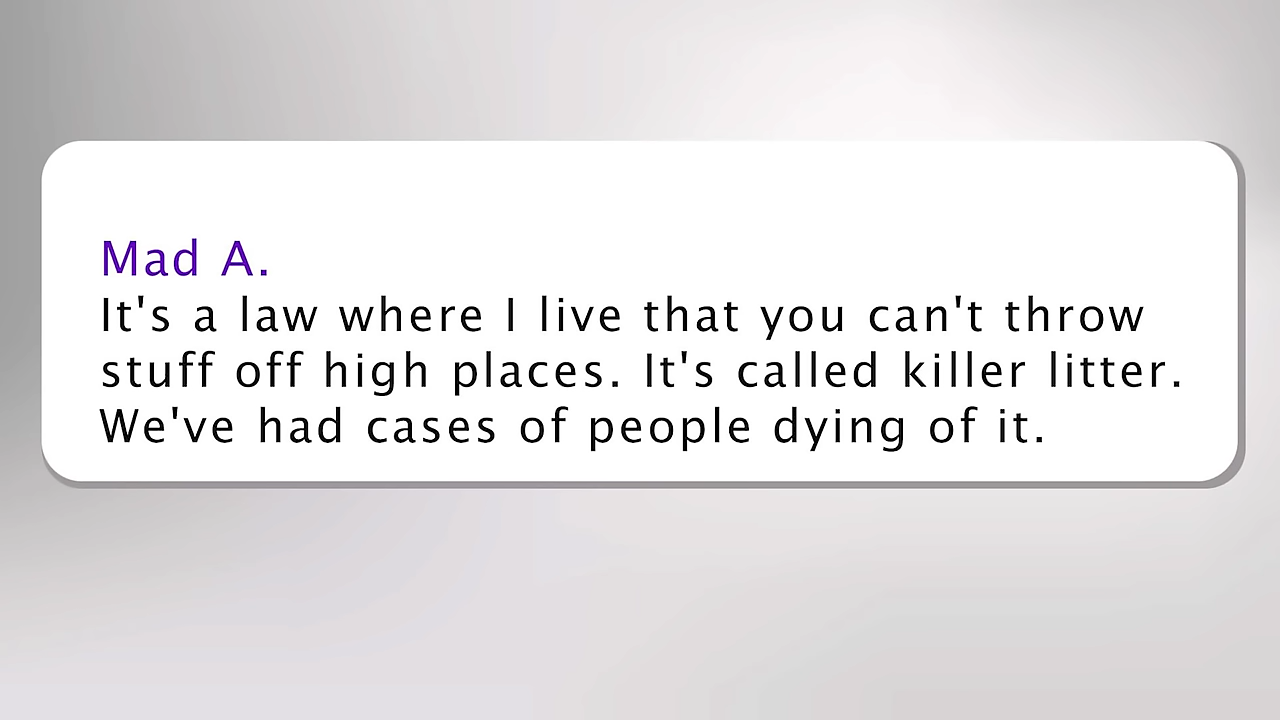 Mad A.
It's a law where I live that you can't throw
stuff off high places. It's called killer litter.
We've had cases of people dying of it.